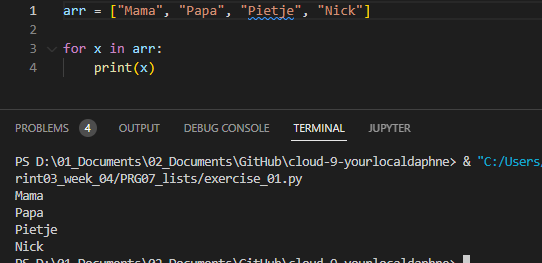 1 arr = ["Mama", "Papa", "Pietje", "Nick"]
2
3 for x in arr:
4 print(x)
PROBLEMS 4 OUTPUT DEBUG CONSOLE TERMINAL JUPYTER
PS D:\01_Documents\02_Documents\GitHub\cloud-9-yourlocaldaphne> & "C:/Users/
rint03_week_04/PRG07_lists/exercise_01.py
Mama
Papa
Pietje
Nick
PS D:\01_Documents\02_Documents\GitHub\cloud-9-yourlocaldaphne>